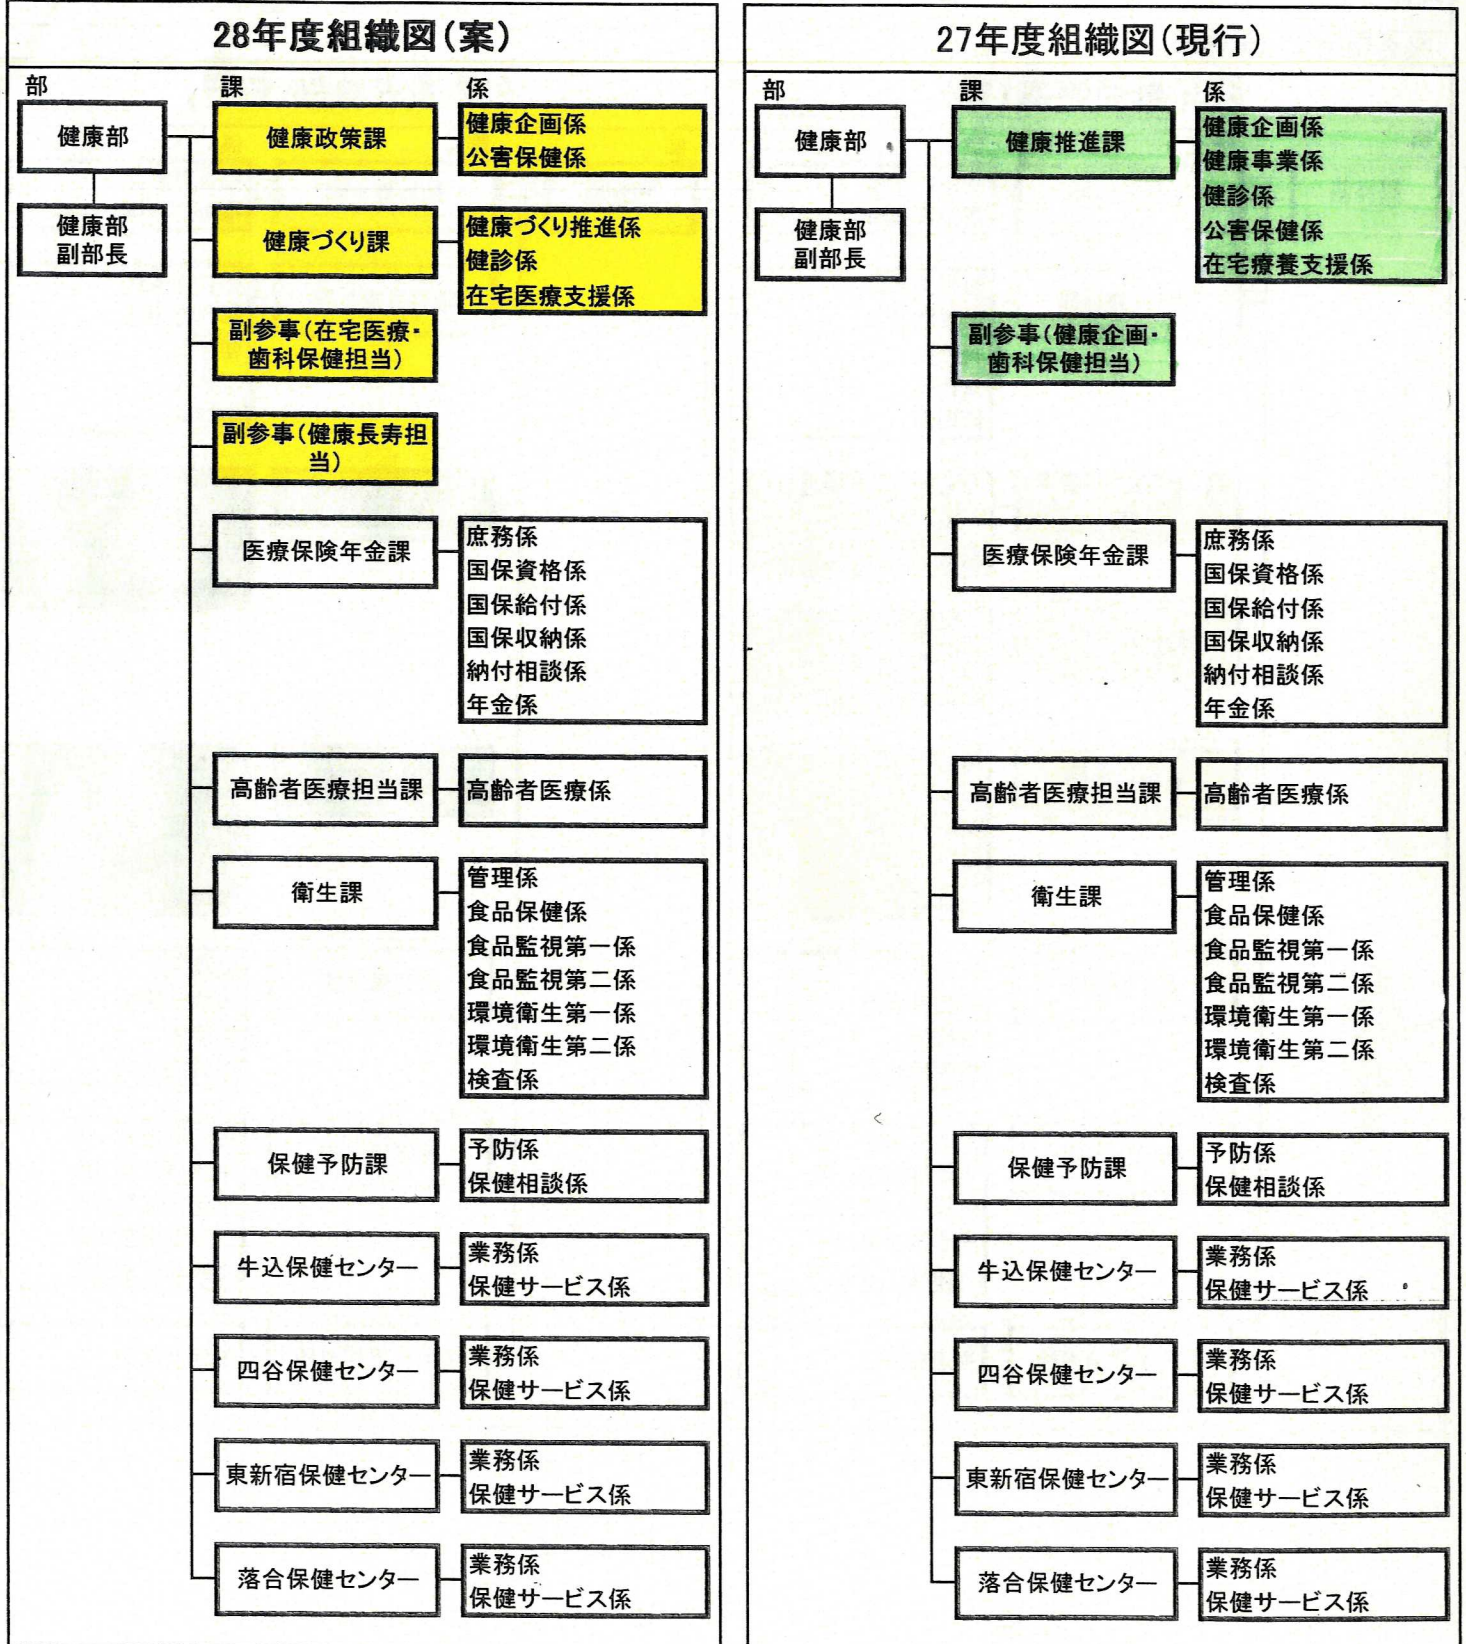 28年度組織図(案)
部
課
係
健康部
健康部
副部長
健康政策課
健康企画係
公害保健係
健康づくり課
健康づくり推進係
健診係
在宅医療支援係
副参事(在宅医療・
歯科保健担当)
副参事(健康長寿担
当)
医療保険年金課
庶務係
国保資格係
国保給付係
国保収納係
納付相談係
年金係
高齢者医療担当課
高齢者医療係
衛生課
管理係
食品保健係
食品監視第一係
食品監視第二係
環境衛生第一係
環境衛生第二係
検査係
保健予防課
予防係
保健相談係
牛込保健センター
業務係
保健サービス係
四谷保健センター
業務係
保健サービス係
東新宿保健センター
業務係
保健サービス係
落合保健センター
業務係
保健サービス係
27年度組織図(現行)
部
課
係
健康部
健康部
副部長
健康推進課
健康企画係
健康事業係
健診係
公害保健係
在宅療養支援係
副参事(健康企画・
歯科保健担当)
医療保険年金課
庶務係
国保資格係
国保給付係
国保収納係
納付相談係
年金係
高齢者医療担当課
高齢者医療係
衛生課
管理係
食品保健係
食品監視第一係
食品監視第二係
環境衛生第一係
環境衛生第二係
検査係
保健予防課
予防係
保健相談係
牛込保健センター
業務係
保健サービス係
四谷保健センター
業務係
保健サービス係
東新宿保健センター
業務係
保健サービス係
落合保健センター
業務係
保健サービス係